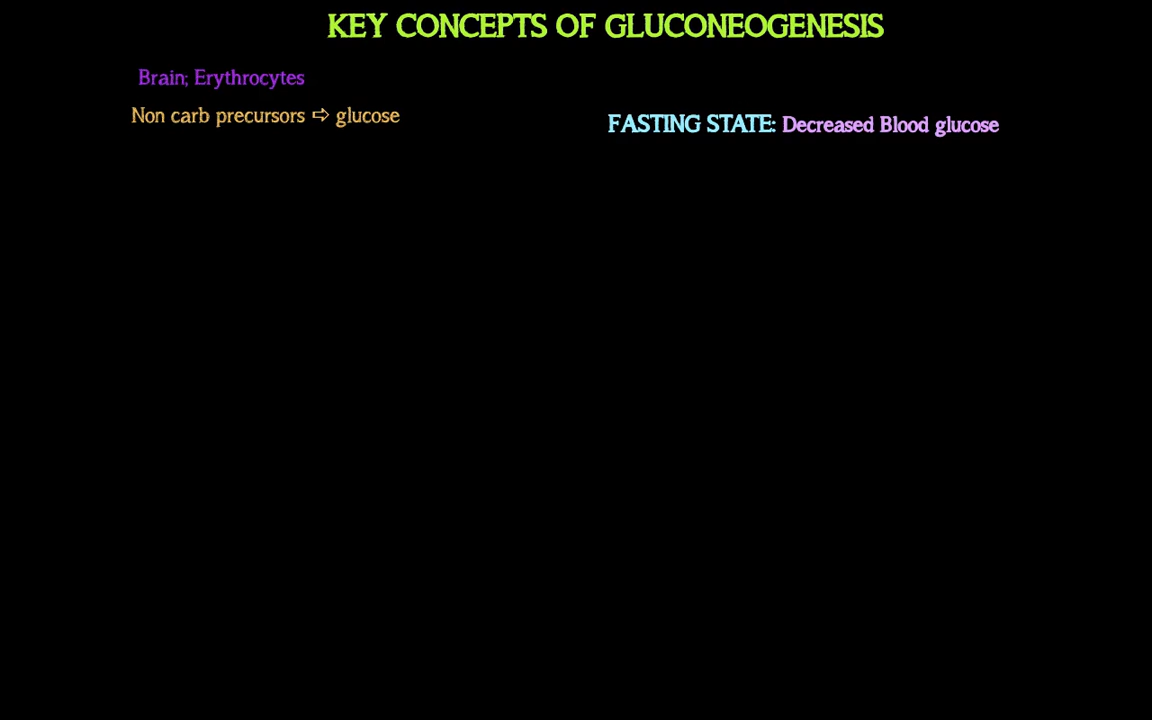 KEY CONCEPTS OF GLUCONEOGENESIS
Brain; Erythrocytes
Non carb precursors ⇨ glucose
FASTING STATE: Decreased Blood glucose